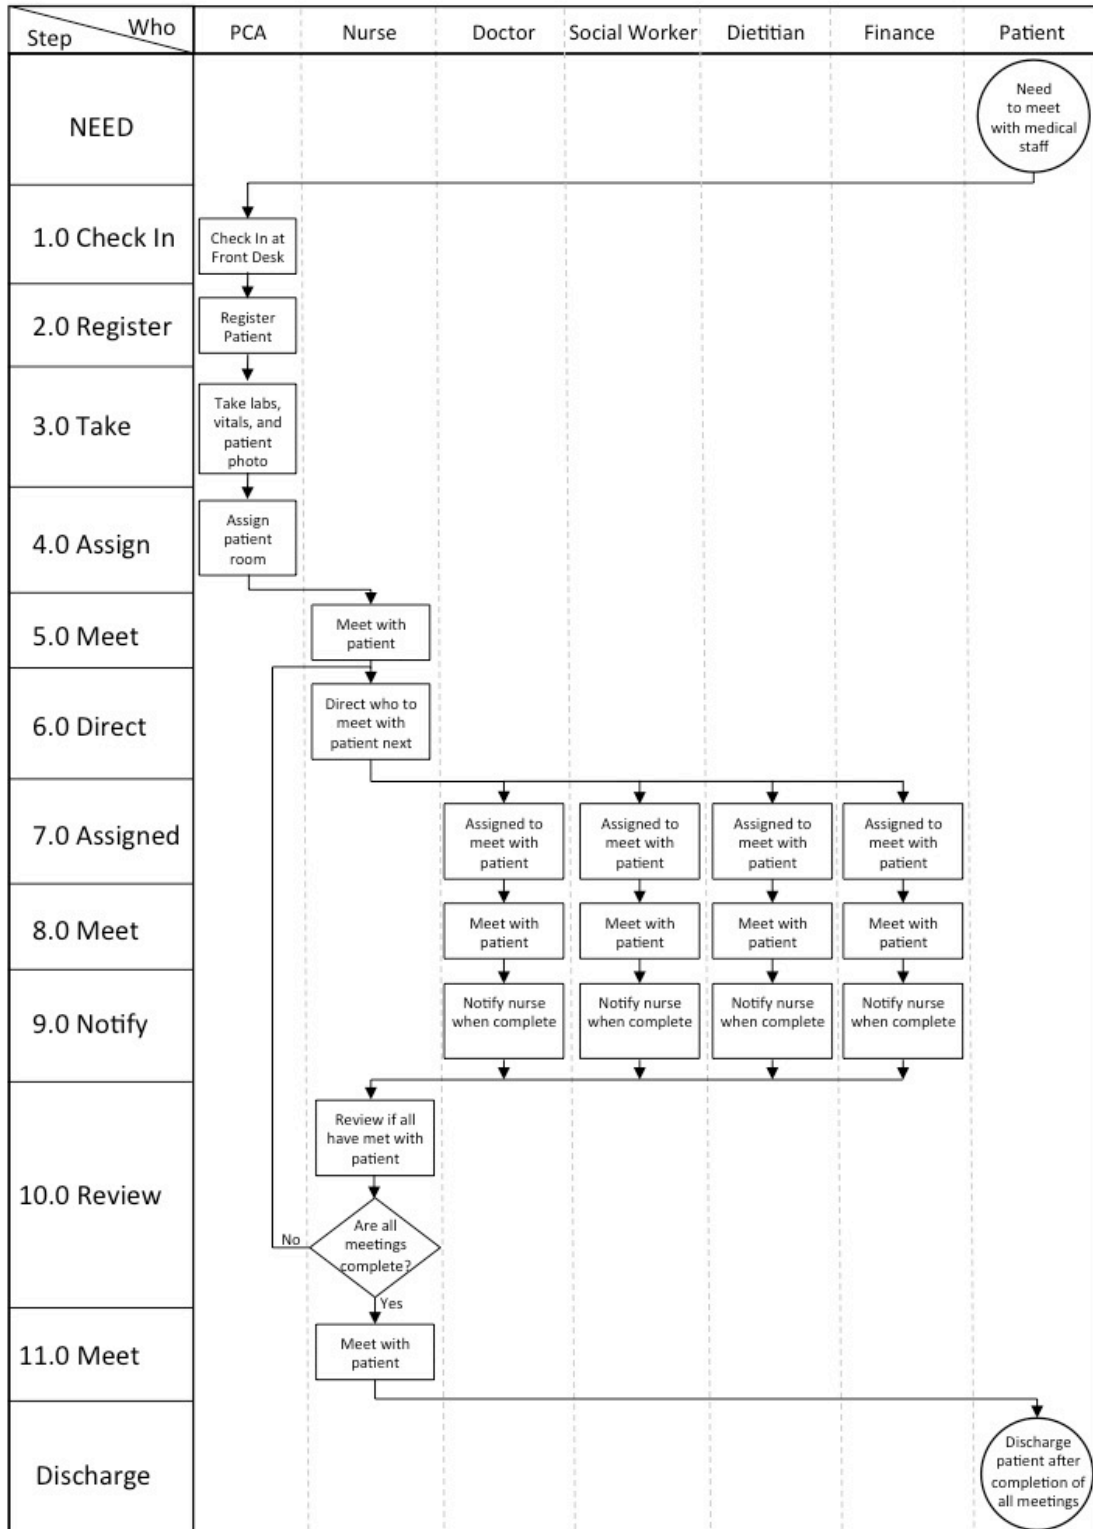 Who
Step
PCA
Nurse
Doctor
Social Worker
Dietitian
Finance
Patient
NEED
Need
to meet
with medical
staff
1.0 Check In
Check In at
Front Desk
2.0 Register
Register
Patient
3.0 Take
Take labs,
vitals, and
patient
photo
4.0 Assign
Assign
patient
room
5.0 Meet
Meet with
patient
6.0 Direct
Direct who to
meet with
patient next
7.0 Assigned
Assigned to
meet with
patient
Assigned to
meet with
patient
Assigned to
meet with
patient
Assigned to
meet with
patient
8.0 Meet
Meet with
patient
Meet with
patient
Meet with
patient
Meet with
patient
9.0 Notify
Notify nurse
when complete
Notify nurse
when complete
Notify nurse
when complete
Notify nurse
when complete
10.0 Review
Review if all
have met with
patient
Are all
meetings
complete?
No
Yes
11.0 Meet
Meet with
patient
Discharge
Discharge
patient after
completion of
all meetings